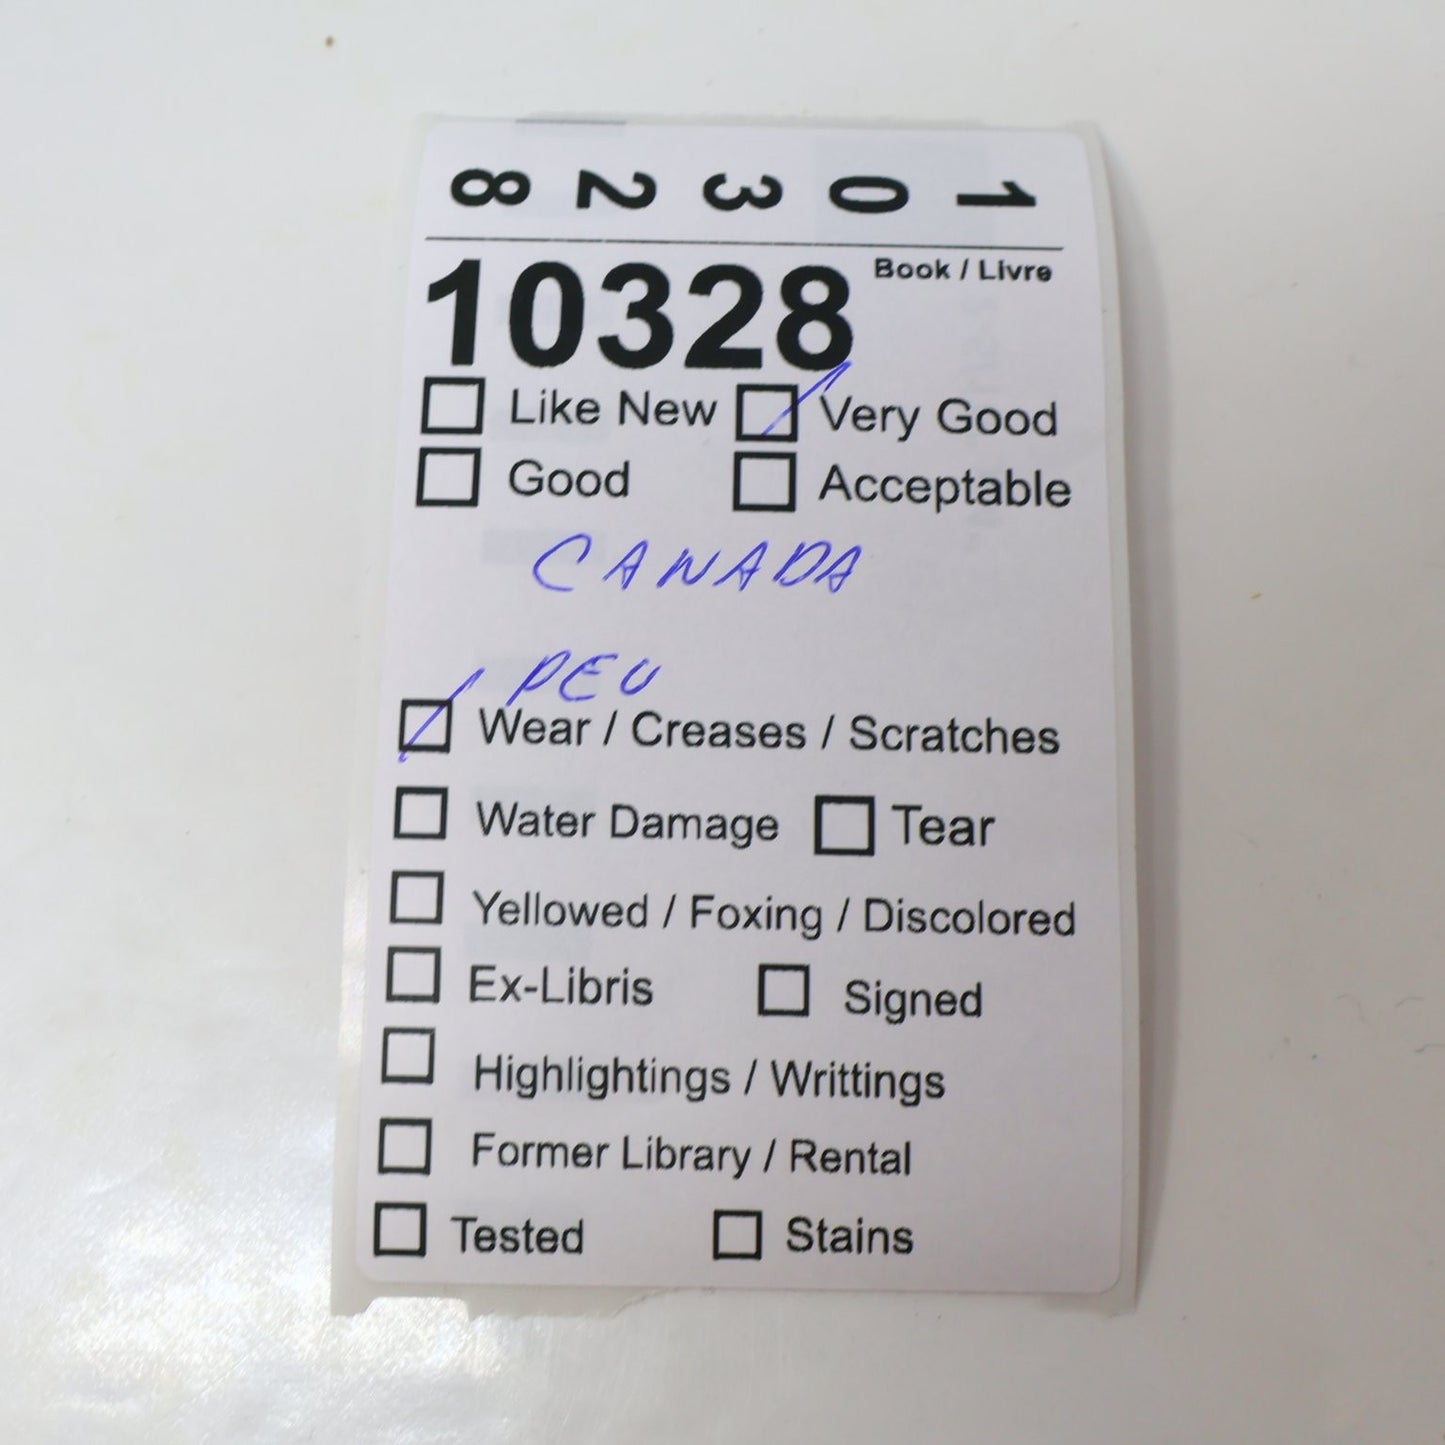 8 2 3 0 1
10328 Book / Livre
Like New Very Good
Good Acceptable
CANADA
PEU
Wear / Creases / Scratches
Water Damage Tear
Yellowed / Foxing / Discolored
Ex-Libris Signed
Highlightings / Writtings
Former Library / Rental
Tested Stains